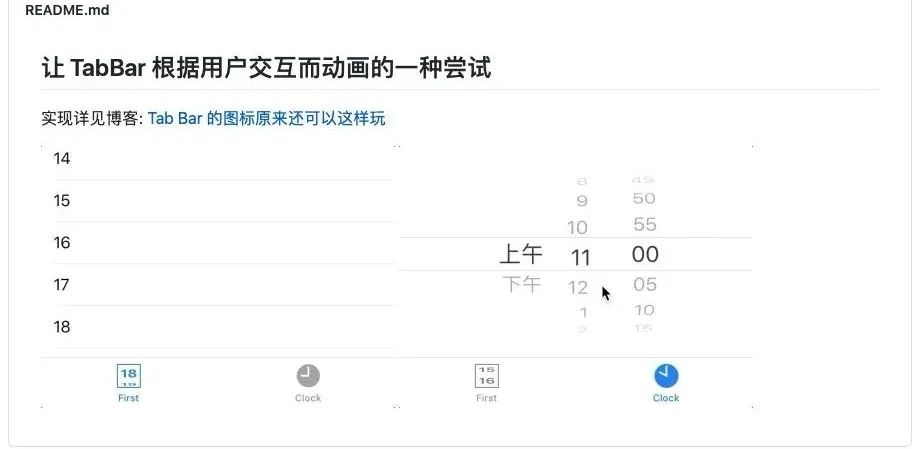 README.md
让 TabBar 根据用户交互而动画的一种尝试
实现详见博客: Tab Bar 的图标原来还可以这样玩
14
15
16
17
18
18
19
First
Clock
8 45
9 50
10 55
上午 11 00
下午 12 05
1 10
2 15
15
16
First
Clock